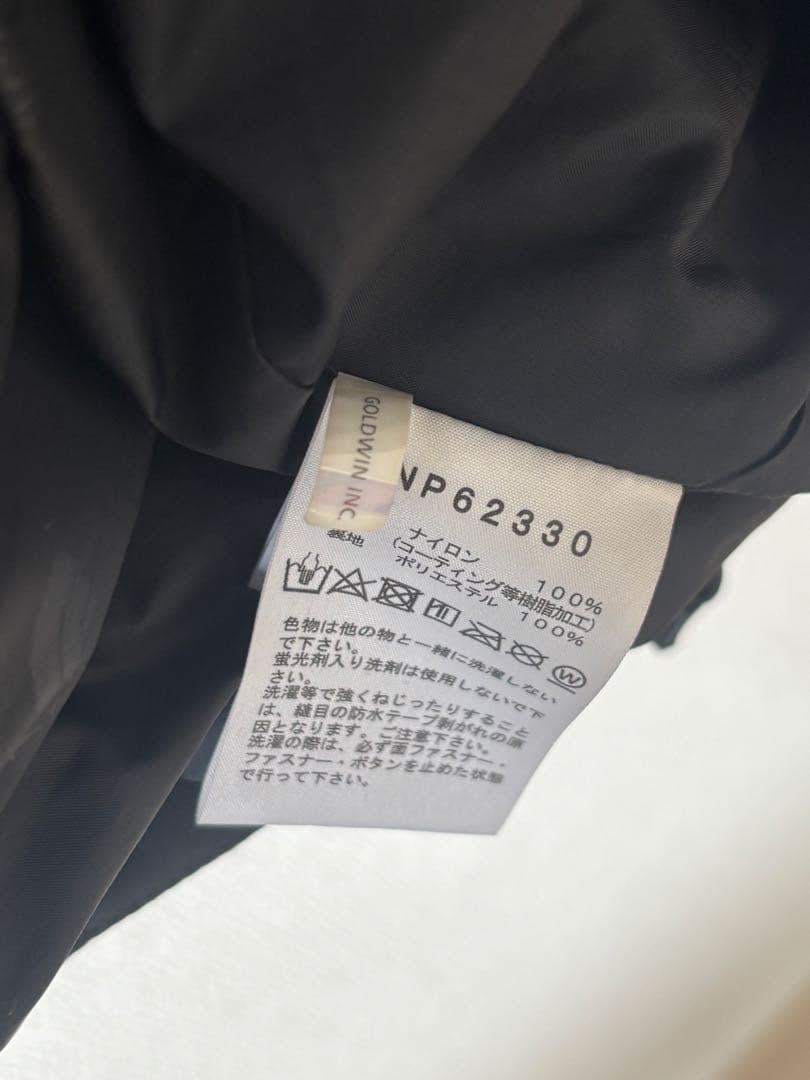 GOLDWIN INC.
NP62330
ナイロン 100%
(コーティング等樹脂加工)
裏地 ポリエステル 100%
W
色物は他の物と一緒に洗濯しない
で下さい。
蛍光剤入り洗剤は使用しないで下
さい。
洗濯等で強くねじったりすること
は、縫目の防水テープ剥がれの原
因となります。ご注意下さい。
洗濯の際は、必ず面ファスナー・
ファスナー・ボタンを止めた状態
で行って下さい。